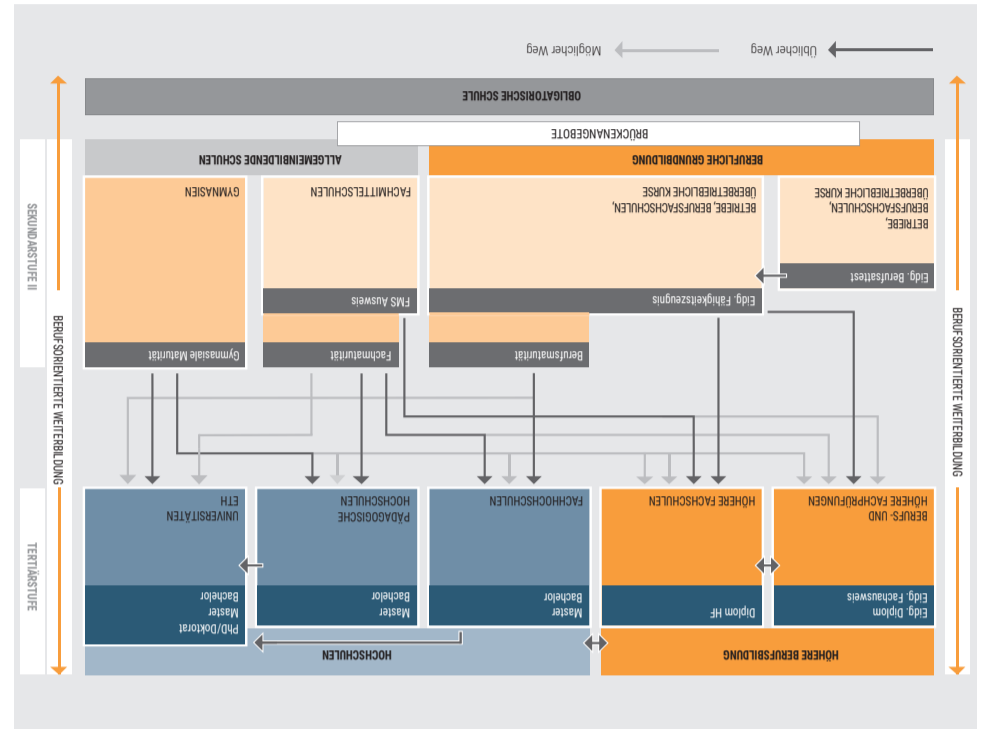 HÖHERE BERUFSBILDUNG
HOCHSCHULEN
Eidg. Diplom
Eidg. Fachausweis
BERUFS- UND
HÖHERE FACHPRÜFUNGEN
Diplom HF
HÖHERE FACHSCHULEN
Master
Bachelor
FACHHOCHSCHULEN
Master
Bachelor
PÄDAGOGISCHE
HOCHSCHULEN
PhD/Doktorat
Master
Bachelor
UNIVERSITÄTEN
ETH
TERTIÄRSTUFE
BERUFSORIENTIERTE WEITERBILDUNG
BERUFSORIENTIERTE WEITERBILDUNG
SEKUNDARSTUFE II
Berufsmaturität
Fachmaturität
Gymnasiale Maturität
Eidg. Berufsattest
BETRIEBE,
BERUFSFACHSCHULEN,
ÜBERBETRIEBLICHE KURSE
Eidg. Fähigkeitszeugnis
BETRIEBE, BERUFSFACHSCHULEN,
ÜBERBETRIEBLICHE KURSE
FMS Ausweis
FACHMITTELSCHULEN
GYMNASIEN
BERUFLICHE GRUNDBILDUNG
ALLGEMEINBILDENDE SCHULEN
BRÜCKENANGEBOTE
OBLIGATORISCHE SCHULE
Üblicher Weg
Möglicher Weg